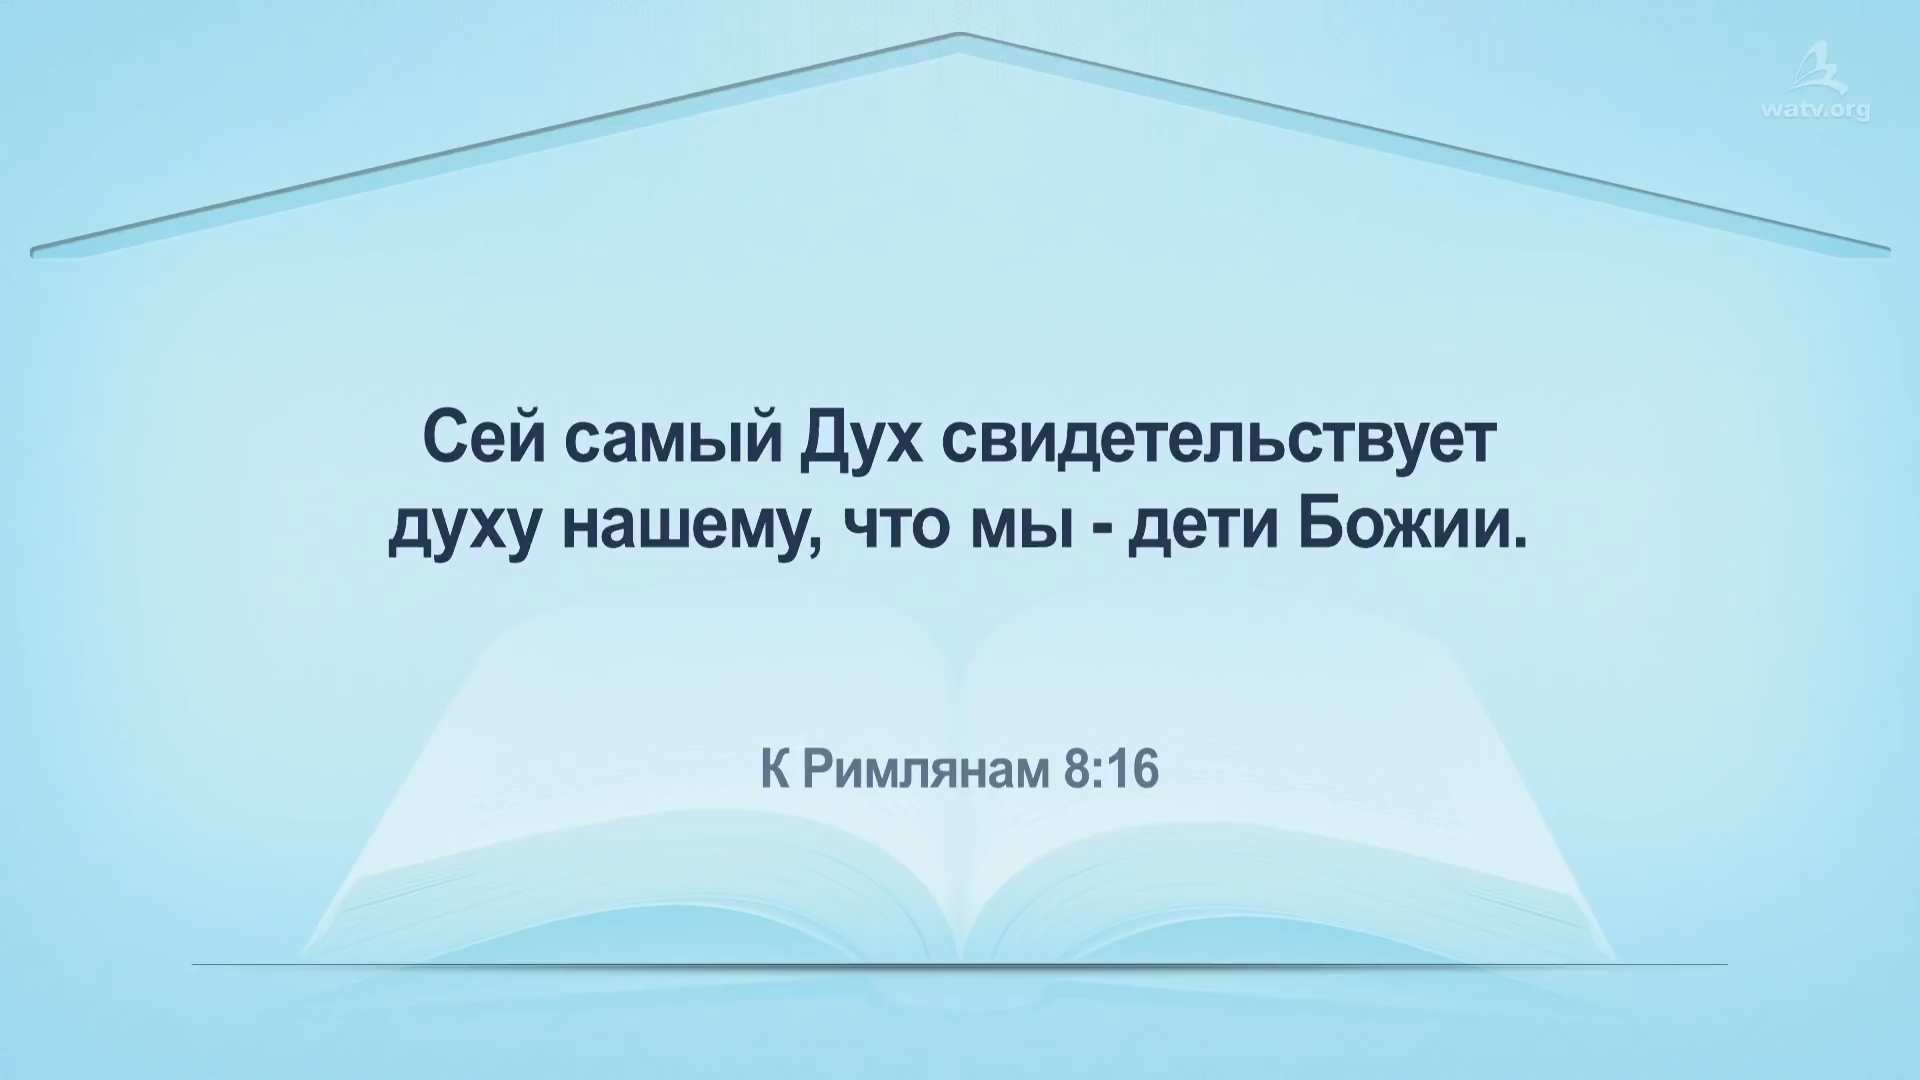 watv.org
Сей самый Дух свидетельствует
духу нашему, что мы - дети Божии.
К Римлянам 8:16